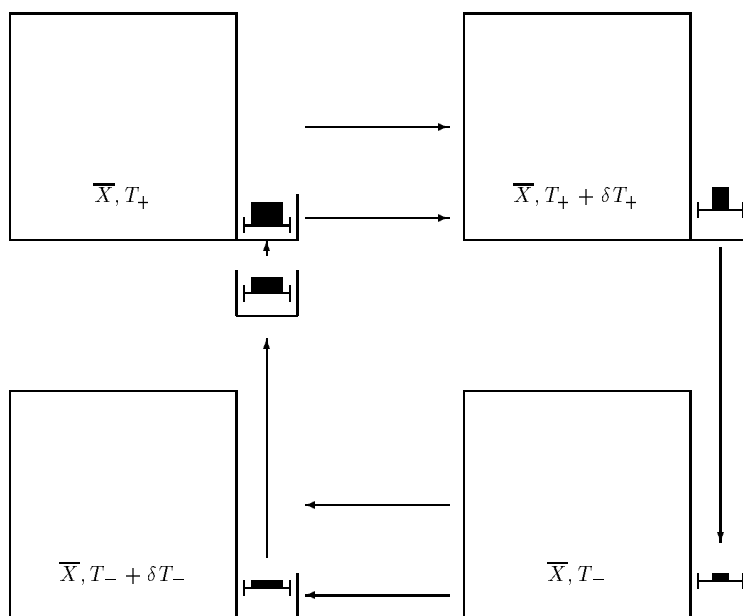 X̅, T₊
X̅, T₊ + δT₊
X̅, T₋ + δT₋
X̅, T₋